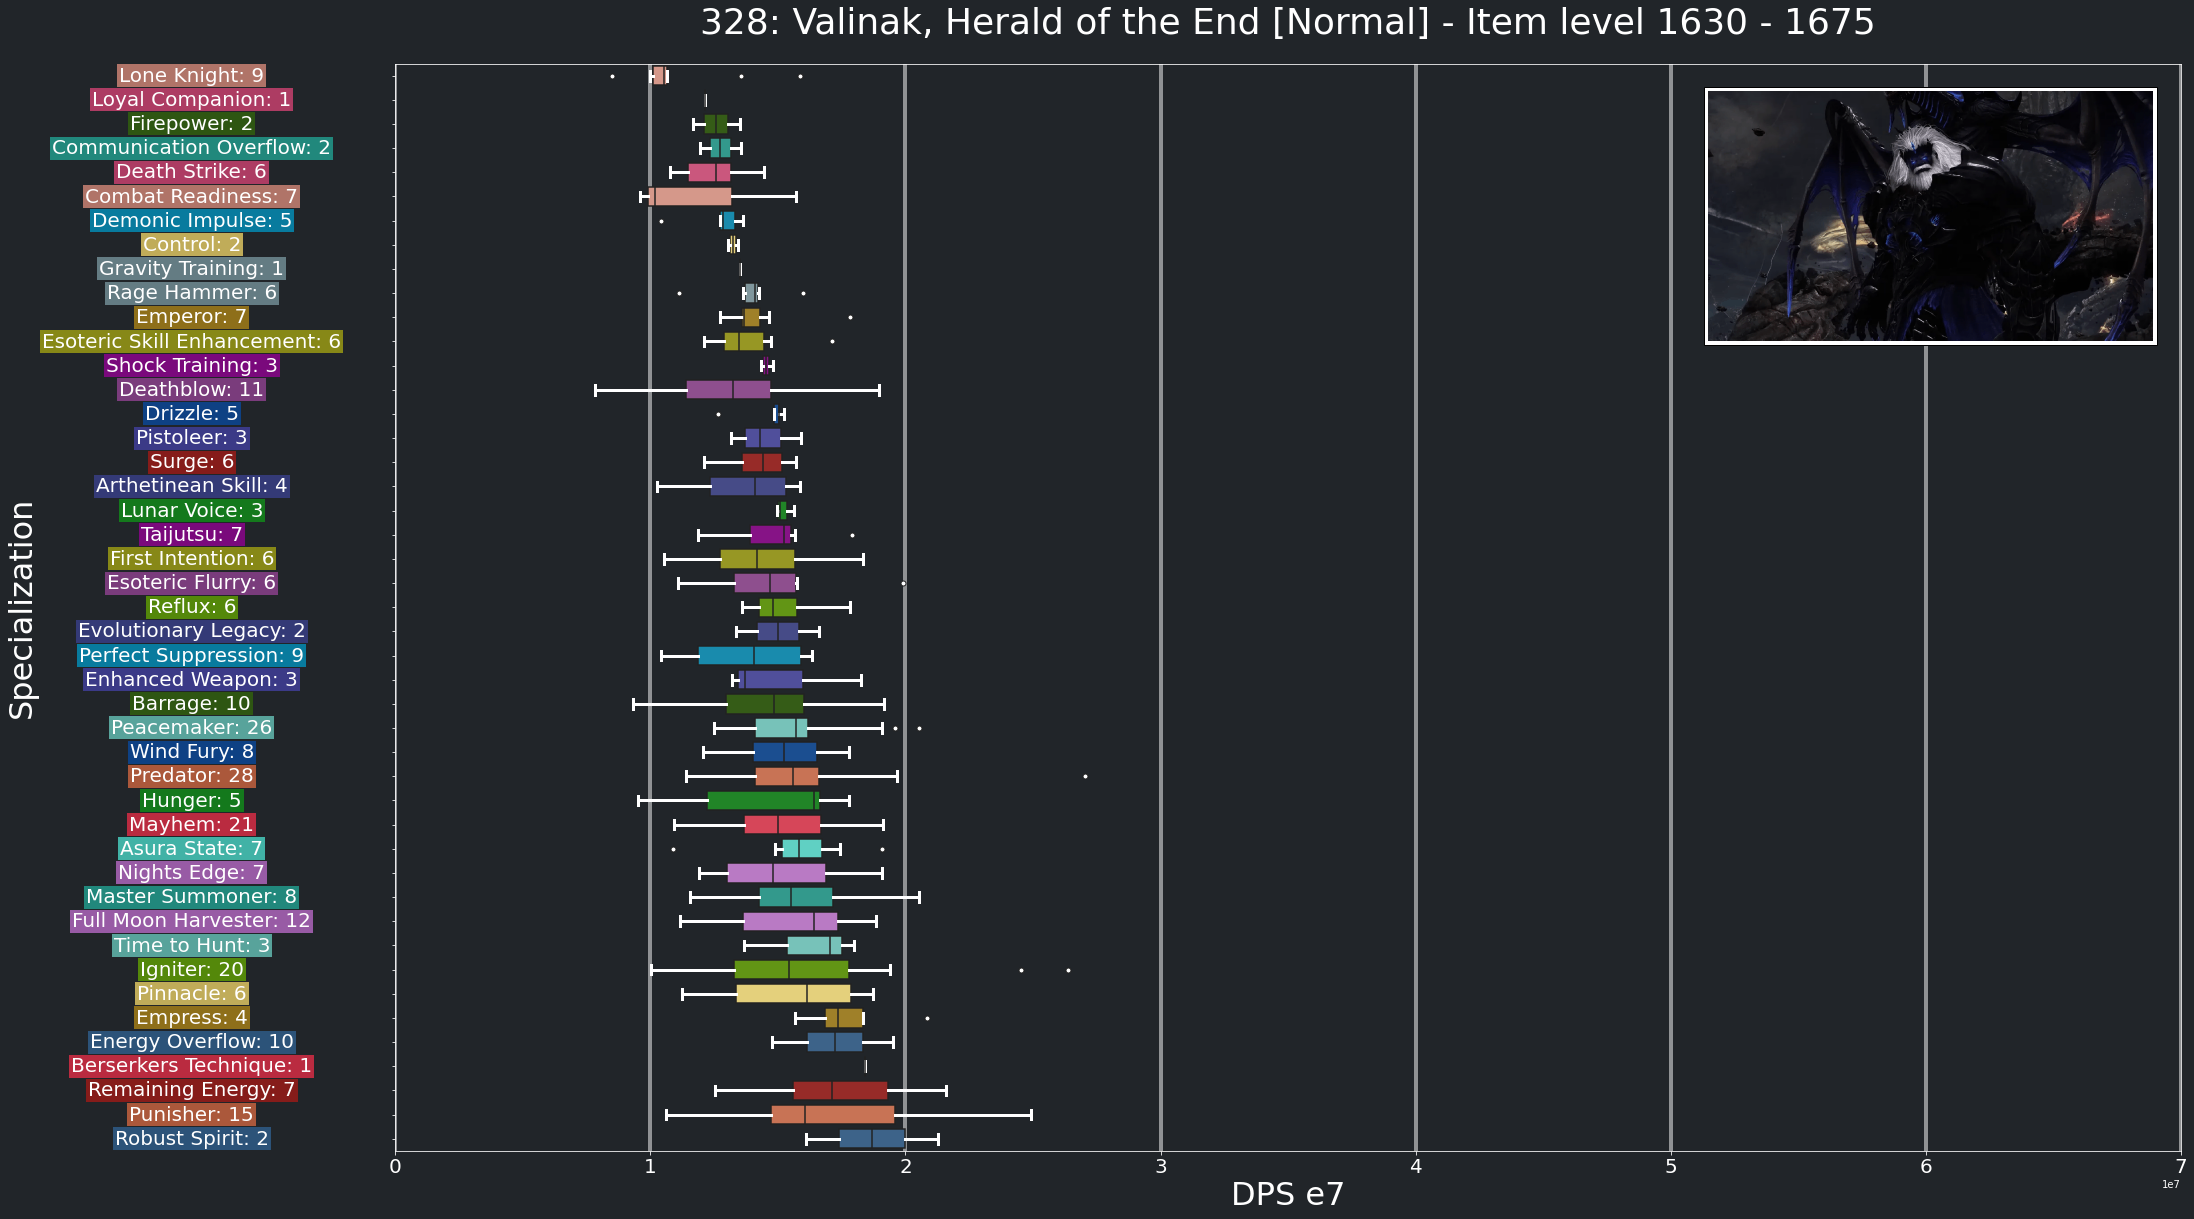 328: Valinak, Herald of the End [Normal] - Item level 1630 - 1675
Specialization
Lone Knight: 9
Loyal Companion: 1
Firepower: 2
Communication Overflow: 2
Death Strike: 6
Combat Readiness: 7
Demonic Impulse: 5
Control: 2
Gravity Training: 1
Rage Hammer: 6
Emperor: 7
Esoteric Skill Enhancement: 6
Shock Training: 3
Deathblow: 11
Drizzle: 5
Pistoleer: 3
Surge: 6
Arthetinean Skill: 4
Lunar Voice: 3
Taijutsu: 7
First Intention: 6
Esoteric Flurry: 6
Reflux: 6
Evolutionary Legacy: 2
Perfect Suppression: 9
Enhanced Weapon: 3
Barrage: 10
Peacemaker: 26
Wind Fury: 8
Predator: 28
Hunger: 5
Mayhem: 21
Asura State: 7
Nights Edge: 7
Master Summoner: 8
Full Moon Harvester: 12
Time to Hunt: 3
Igniter: 20
Pinnacle: 6
Empress: 4
Energy Overflow: 10
Berserkers Technique: 1
Remaining Energy: 7
Punisher: 15
Robust Spirit: 2
0 1 2 3 4 5 6 7
1e7
DPS e7